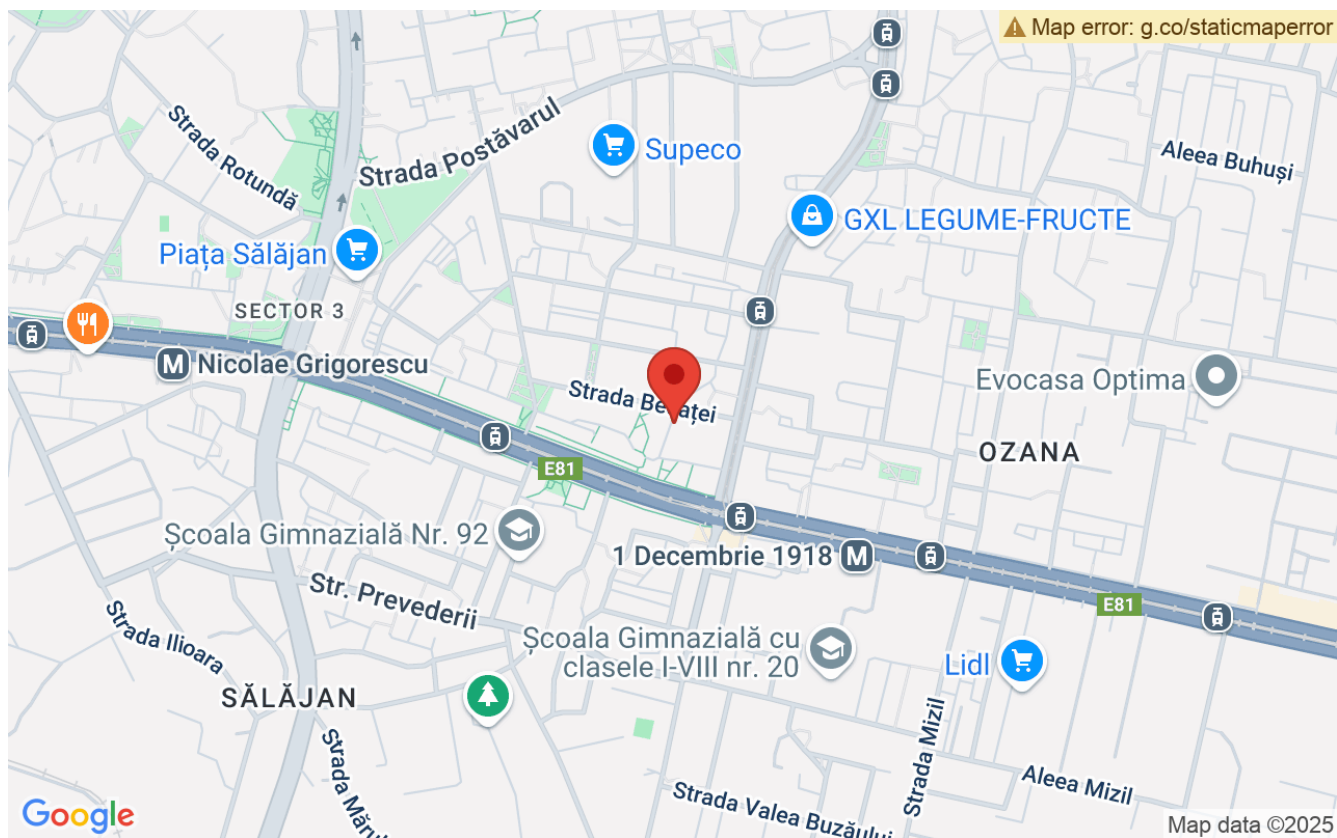 Map error: g.co/staticmaperror
Strada Rotundă
Strada Postăvarul
Supeco
Aleea Buhuși
GXL LEGUME-FRUCTE
Piața Sălăjan
SECTOR 3
M Nicolae Grigorescu
Strada
Evocasa Optima
OZANA
E81
Școala Gimnazială Nr. 92
1 Decembrie 1918 M
Str. Prevederii
E81
Strada Ilioara
Școala Gimnazială cu
clasele I-VIII nr. 20
Lidl
SĂLĂJAN
Strada Mizil
Strada
Aleea Mizil
Strada Valea Buzăului
Google
Map data ©2025